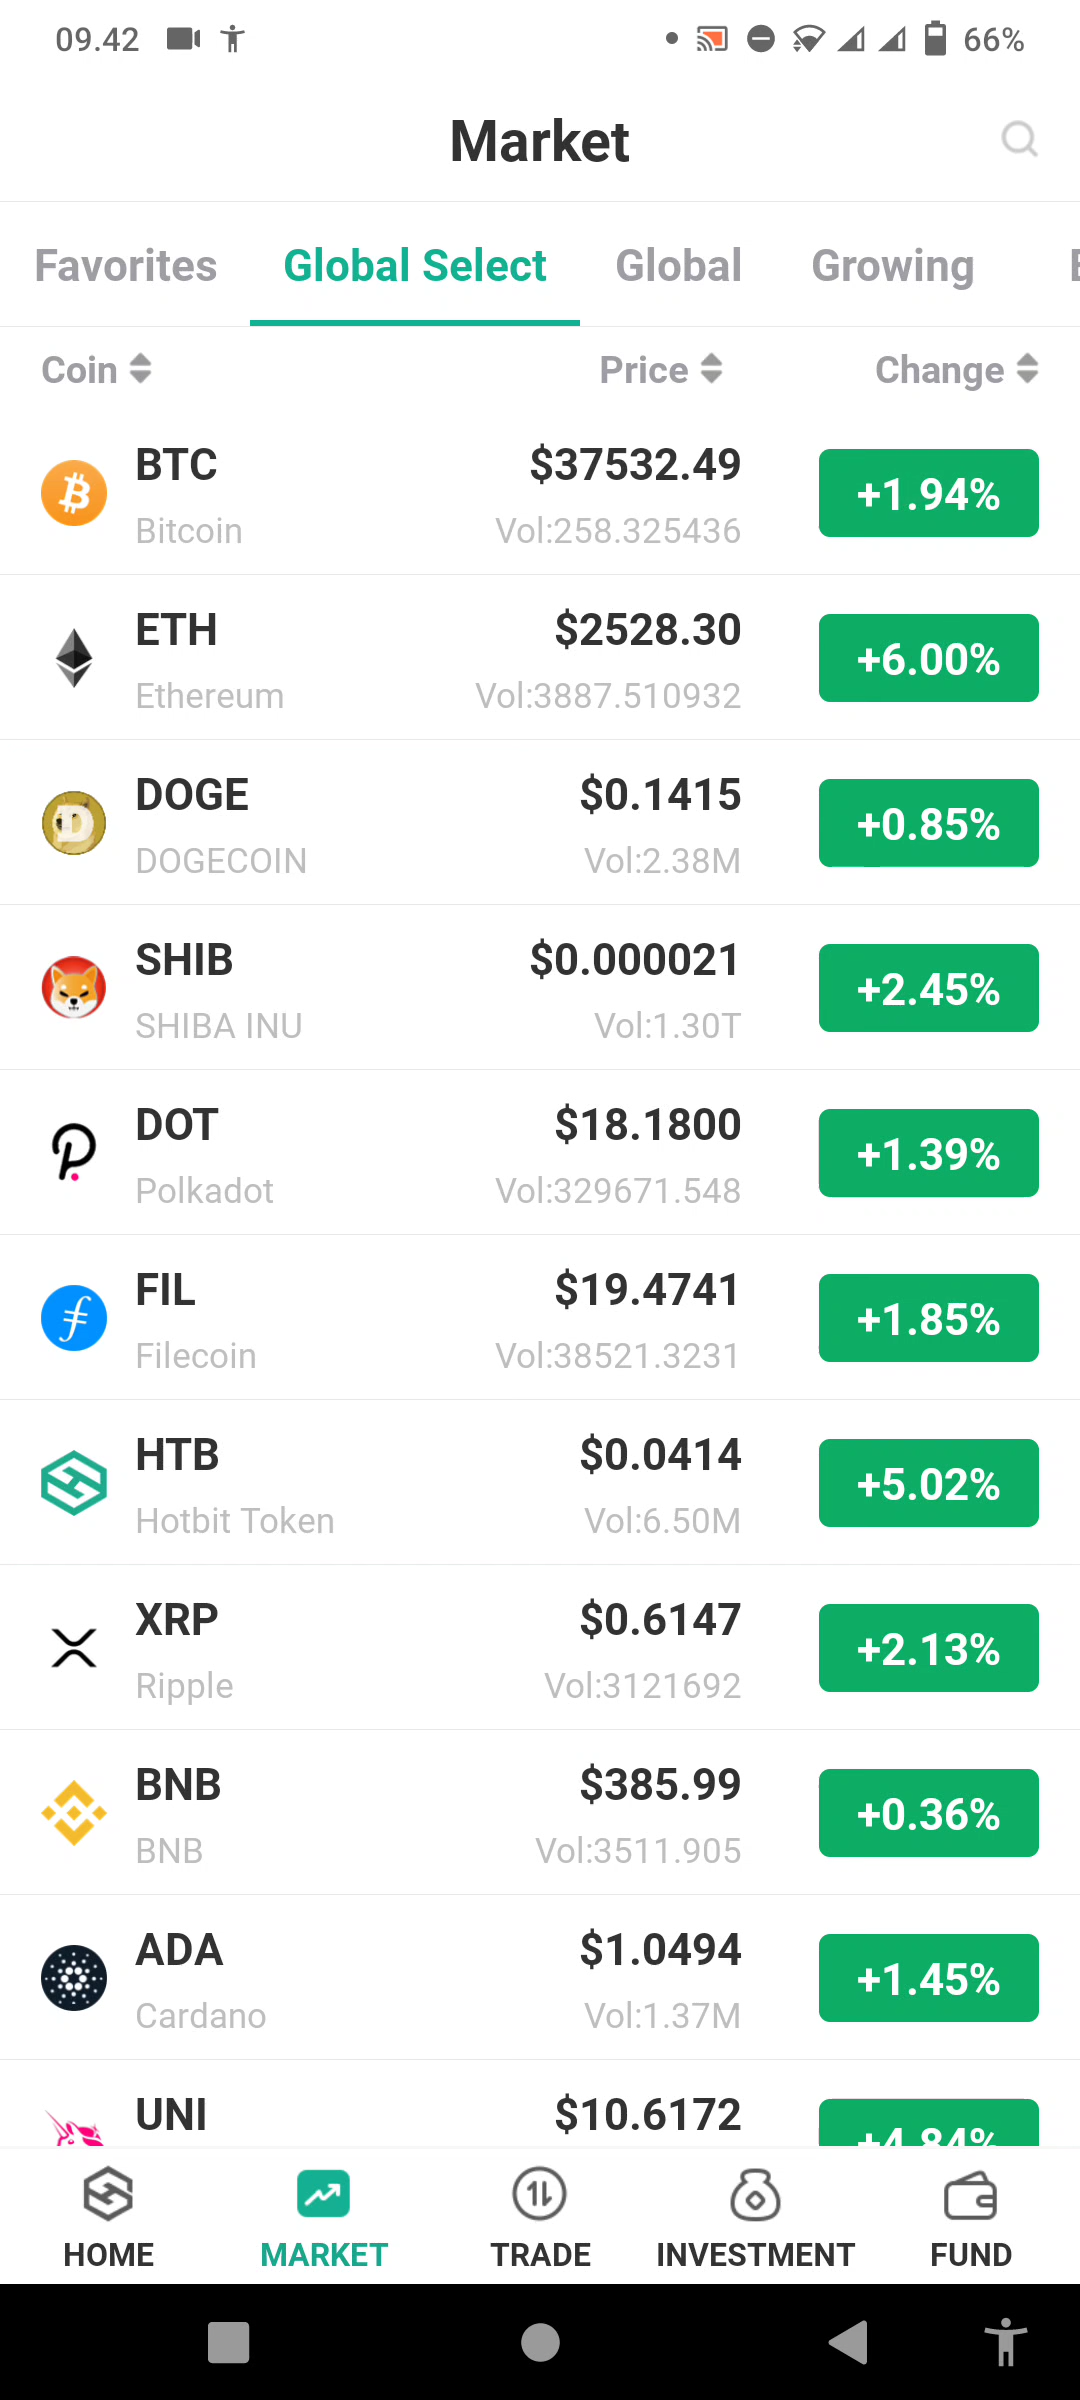 09.42 66%
Market
Favorites Global Select Global Growing
Coin Price Change
BTC $37532.49 +1.94%
Bitcoin Vol:258.325436
ETH $2528.30 +6.00%
Ethereum Vol:3887.510932
DOGE $0.1415 +0.85%
DOGECOIN Vol:2.38M
SHIB $0.000021 +2.45%
SHIBA INU Vol:1.30T
DOT $18.1800 +1.39%
Polkadot Vol:329671.548
FIL $19.4741 +1.85%
Filecoin Vol:38521.3231
HTB $0.0414 +5.02%
Hotbit Token Vol:6.50M
XRP $0.6147 +2.13%
Ripple Vol:3121692
BNB $385.99 +0.36%
BNB Vol:3511.905
ADA $1.0494 +1.45%
Cardano Vol:1.37M
UNI $10.6172 +4.84%
HOME MARKET TRADE INVESTMENT FUND